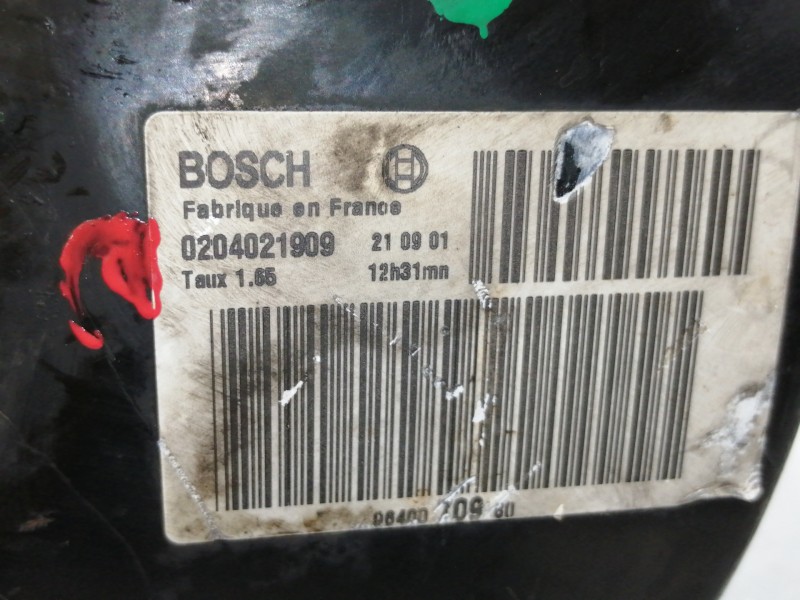 BOSCH
Fabrique en France
0204021909 21 09 01
Taux 1.65 12h31mn